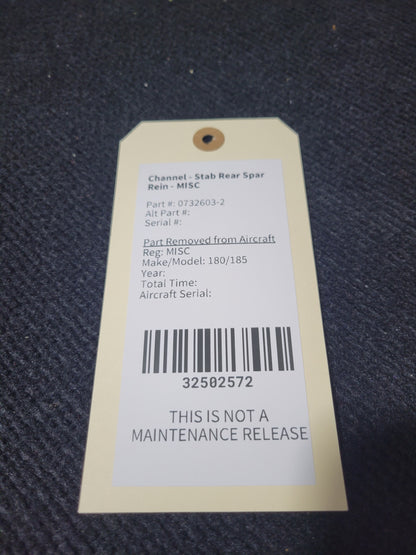 Channel - Stab Rear Spar
Rein - MISC
Part #: 0732603-2
Alt Part #:
Serial #:
Part Removed from Aircraft
Reg: MISC
Make/Model: 180/185
Year:
Total Time:
Aircraft Serial:
32502572
THIS IS NOT A
MAINTENANCE RELEASE